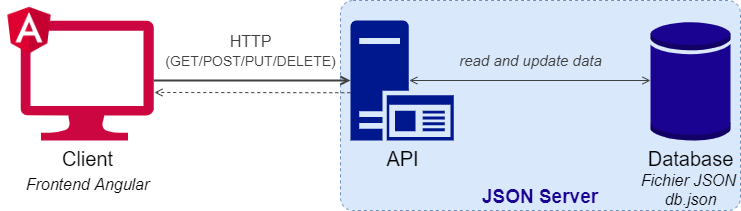 A
HTTP
(GET/POST/PUT/DELETE)
read and update data
Client
Frontend Angular
API
Database
Fichier JSON
db.json
JSON Server